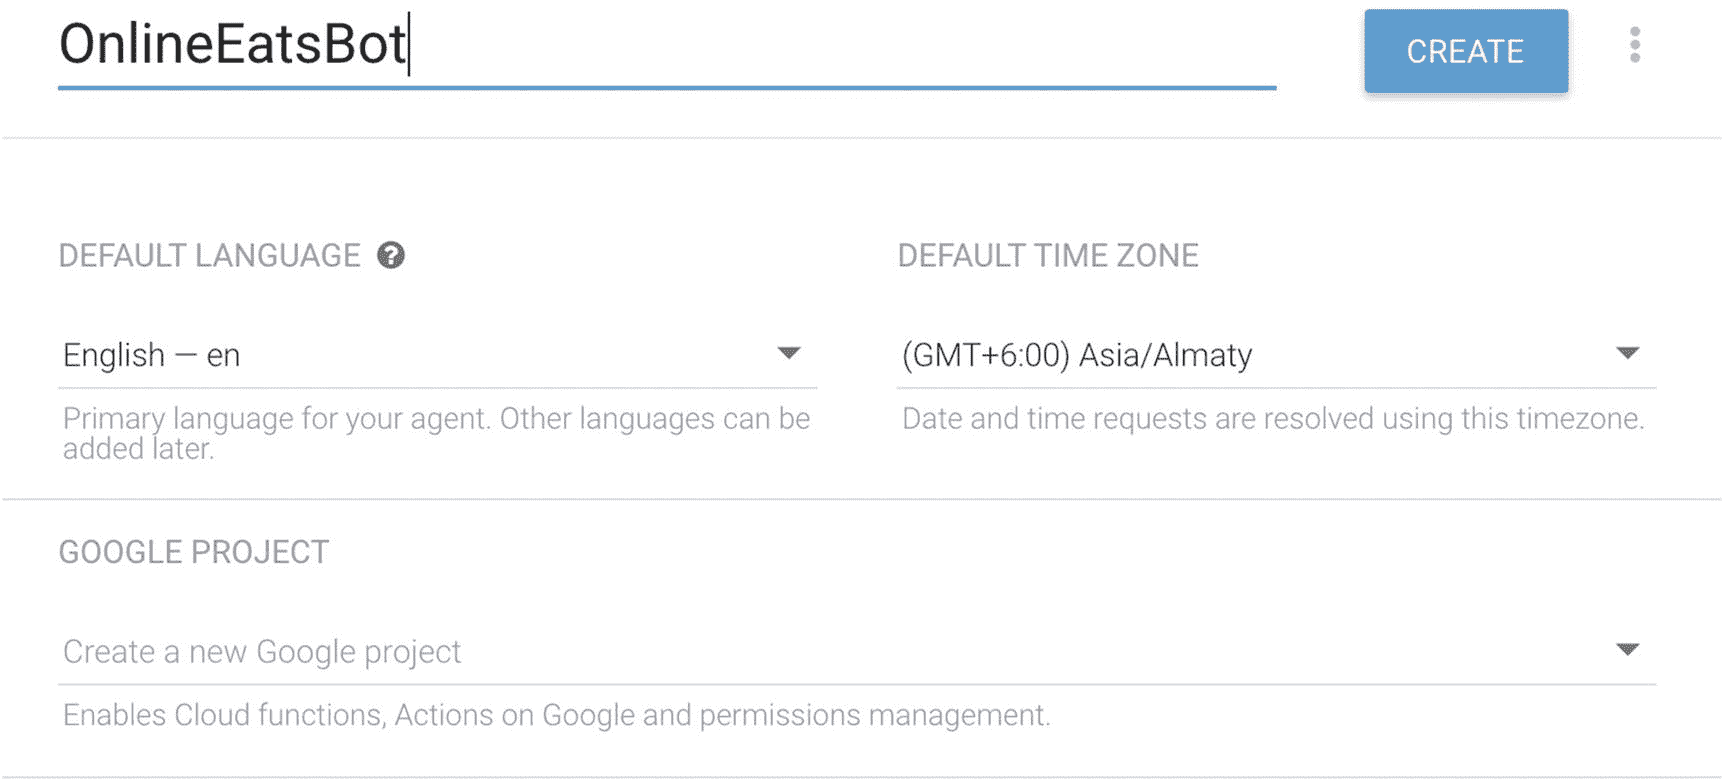 OnlineEatsBot
CREATE
DEFAULT LANGUAGE ?
DEFAULT TIME ZONE
English — en
(GMT+6:00) Asia/Almaty
Primary language for your agent. Other languages can be
added later.
Date and time requests are resolved using this timezone.
GOOGLE PROJECT
Create a new Google project
Enables Cloud functions, Actions on Google and permissions management.